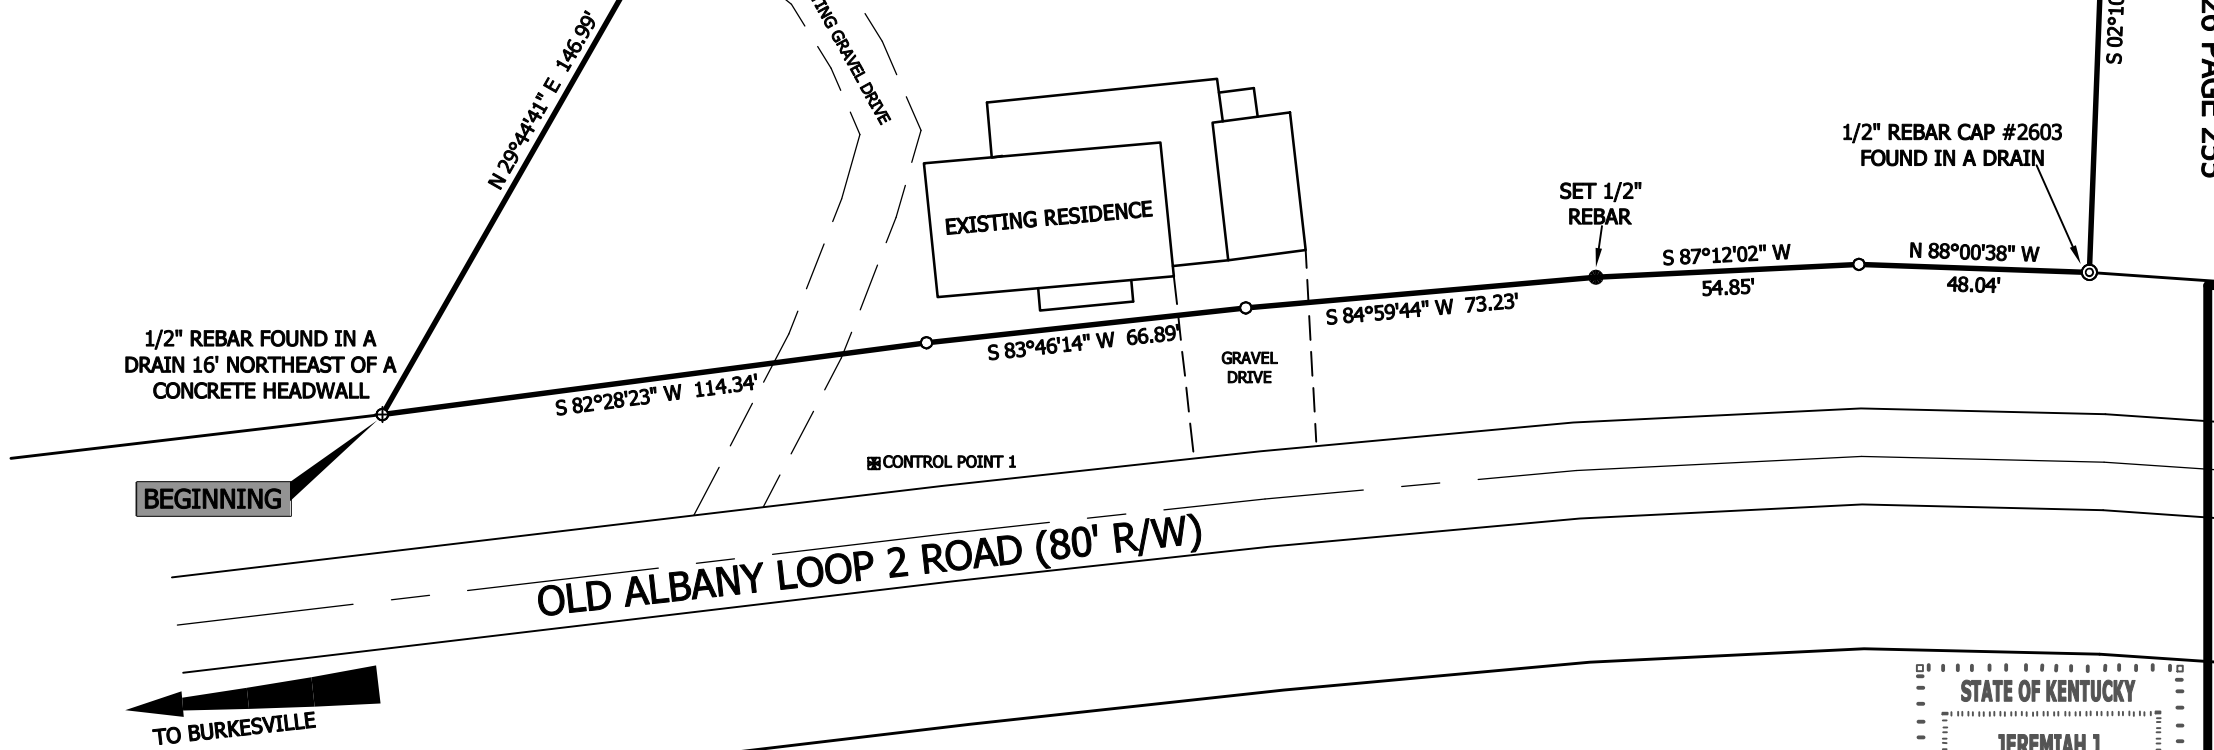 N 29°44'41" E 146.99'
GRAVEL DRIVE
S 02°10
26 PAGE 255
1/2" REBAR CAP #2603
FOUND IN A DRAIN
SET 1/2"
REBAR
EXISTING RESIDENCE
S 87°12'02" W
54.85'
N 88°00'38" W
48.04'
S 84°59'44" W 73.23'
S 83°46'14" W 66.89'
GRAVEL
DRIVE
1/2" REBAR FOUND IN A
DRAIN 16' NORTHEAST OF A
CONCRETE HEADWALL
S 82°28'23" W 114.34'
CONTROL POINT 1
BEGINNING
OLD ALBANY LOOP 2 ROAD (80' R/W)
TO BURKESVILLE
STATE OF KENTUCKY
JEREMIAH